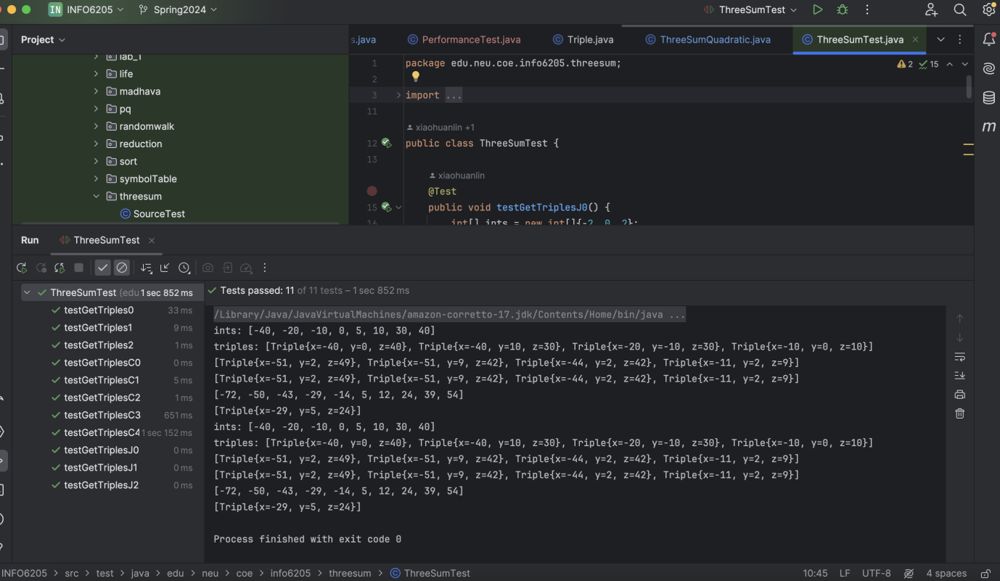 IN INFO6205 Spring2024 ThreeSumTest
Project
s.java PerformanceTest.java Triple.java ThreeSumQuadratic.java ThreeSumTest.java
lab_1
life
madhava
pq
randomwalk
reduction
sort
symbolTable
threesum
SourceTest
2 15
1 package edu.neu.coe.info6205.threesum;
2
3 import ...
11
xiaohuanlin +1
12 public class ThreeSumTest {
13
xiaohuanlin
@Test
15 public void testGetTriplesJ0() {
16 int[] ints = new int[]{-2, 0, 2};
Run ThreeSumTest
ThreeSumTest (edu 1 sec 852 ms
testGetTriples0 33 ms
testGetTriples1 9 ms
testGetTriples2 1 ms
testGetTriplesC0 0 ms
testGetTriplesC1 5 ms
testGetTriplesC2 1 ms
testGetTriplesC3 651 ms
testGetTriplesC4 1 sec 152 ms
testGetTriplesJ0 0 ms
testGetTriplesJ1 0 ms
testGetTriplesJ2 0 ms
Tests passed: 11 of 11 tests – 1 sec 852 ms
/Library/Java/JavaVirtualMachines/amazon-corretto-17.jdk/Contents/Home/bin/java ...
ints: [-40, -20, -10, 0, 5, 10, 30, 40]
triples: [Triple{x=-40, y=0, z=40}, Triple{x=-40, y=10, z=30}, Triple{x=-20, y=-10, z=30}, Triple{x=-10, y=0, z=10}]
[Triple{x=-51, y=2, z=49}, Triple{x=-51, y=9, z=42}, Triple{x=-44, y=2, z=42}, Triple{x=-11, y=2, z=9}]
[Triple{x=-51, y=2, z=49}, Triple{x=-51, y=9, z=42}, Triple{x=-44, y=2, z=42}, Triple{x=-11, y=2, z=9}]
[-72, -50, -43, -29, -14, 5, 12, 24, 39, 54]
[Triple{x=-29, y=5, z=24}]
ints: [-40, -20, -10, 0, 5, 10, 30, 40]
triples: [Triple{x=-40, y=0, z=40}, Triple{x=-40, y=10, z=30}, Triple{x=-20, y=-10, z=30}, Triple{x=-10, y=0, z=10}]
[Triple{x=-51, y=2, z=49}, Triple{x=-51, y=9, z=42}, Triple{x=-44, y=2, z=42}, Triple{x=-11, y=2, z=9}]
[Triple{x=-51, y=2, z=49}, Triple{x=-51, y=9, z=42}, Triple{x=-44, y=2, z=42}, Triple{x=-11, y=2, z=9}]
[-72, -50, -43, -29, -14, 5, 12, 24, 39, 54]
[Triple{x=-29, y=5, z=24}]
Process finished with exit code 0
INFO6205 > src > test > java > edu > neu > coe > info6205 > threesum > ThreeSumTest 10:45 LF UTF-8 4 spaces